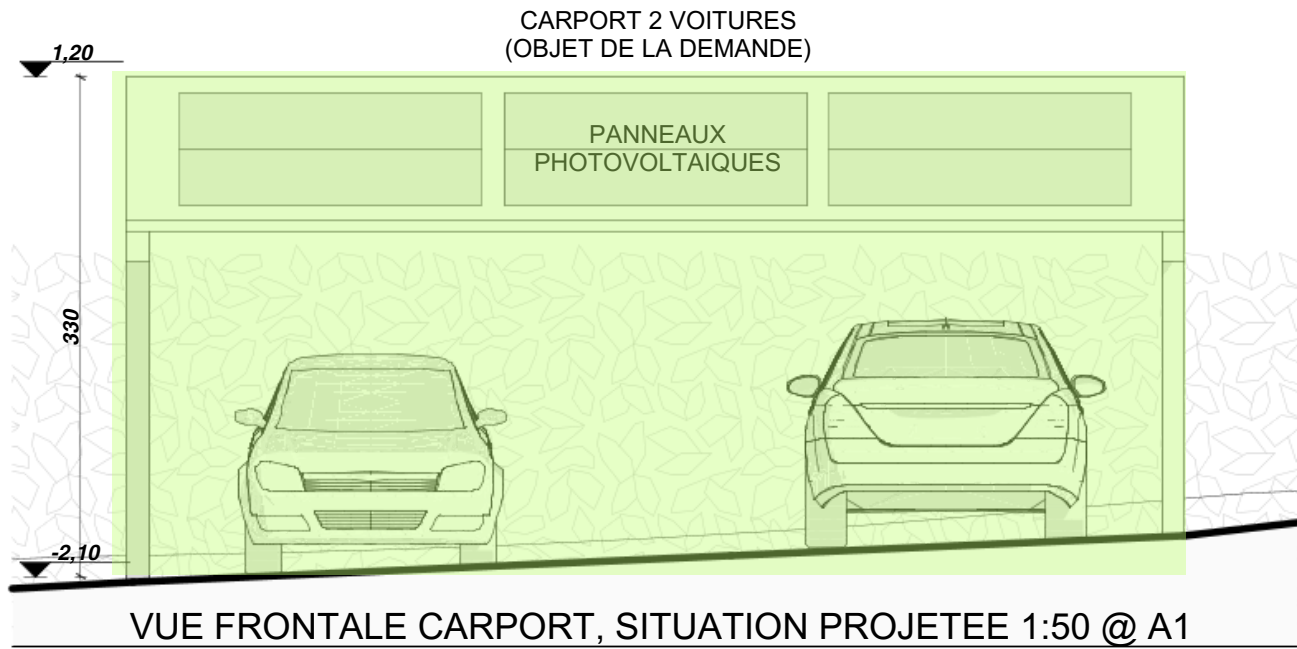 CARPORT 2 VOITURES
(OBJET DE LA DEMANDE)
1,20
PANNEAUX
PHOTOVOLTAIQUES
330
-2,10
VUE FRONTALE CARPORT, SITUATION PROJETEE 1:50 @ A1